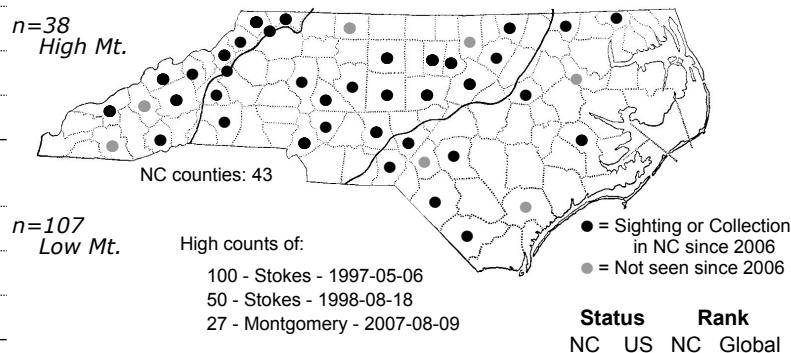 n=38
High Mt.
NC counties: 43
n=107
Low Mt.
High counts of:
100 - Stokes - 1997-05-06
50 - Stokes - 1998-08-18
27 - Montgomery - 2007-08-09
= Sighting or Collection
in NC since 2006
= Not seen since 2006
Status Rank
NC US NC Global